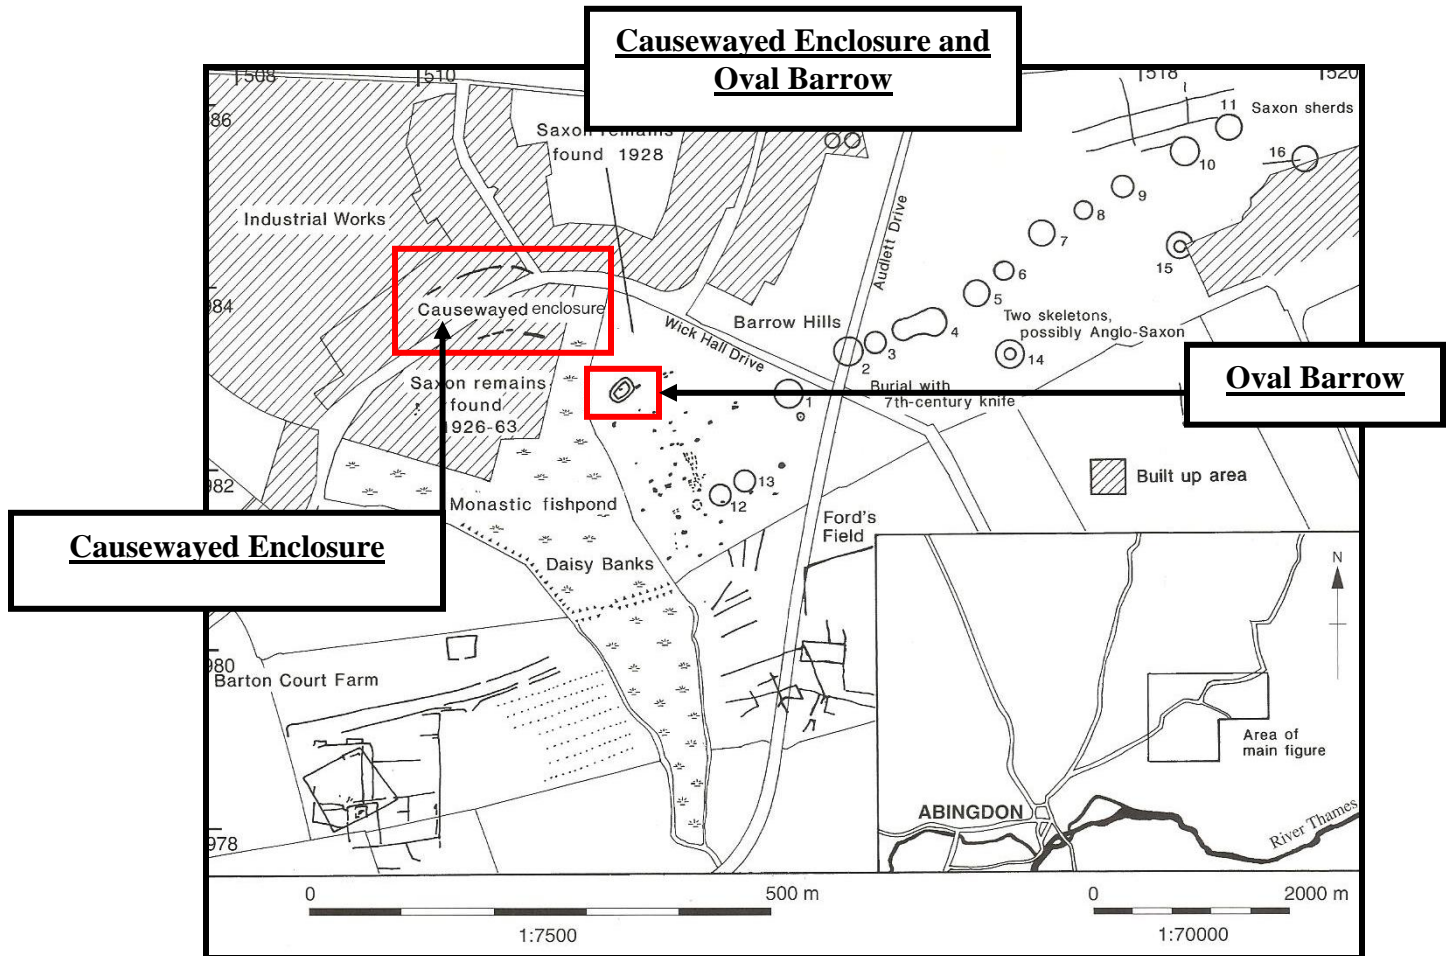 Causewayed Enclosure and
Oval Barrow
508
510
518
520
86
Saxon remains
found 1928
11
Saxon sherds
10
16
9
8
7
Industrial Works
Audlett Drive
15
6
5
984
Causewayed enclosure
Wick Hall Drive
Barrow Hills
4
3
2
Two skeletons,
possibly Anglo-Saxon
14
Saxon remains
found
1926-63
1
Burial with
7th-century knife
Oval Barrow
982
13
12
Built up area
Monastic fishpond
Ford's
Field
Causewayed Enclosure
Daisy Banks
N
980
Barton Court Farm
Area of
main figure
ABINGDON
River Thames
978
0
500 m
0
2000 m
1:7500
1:70000